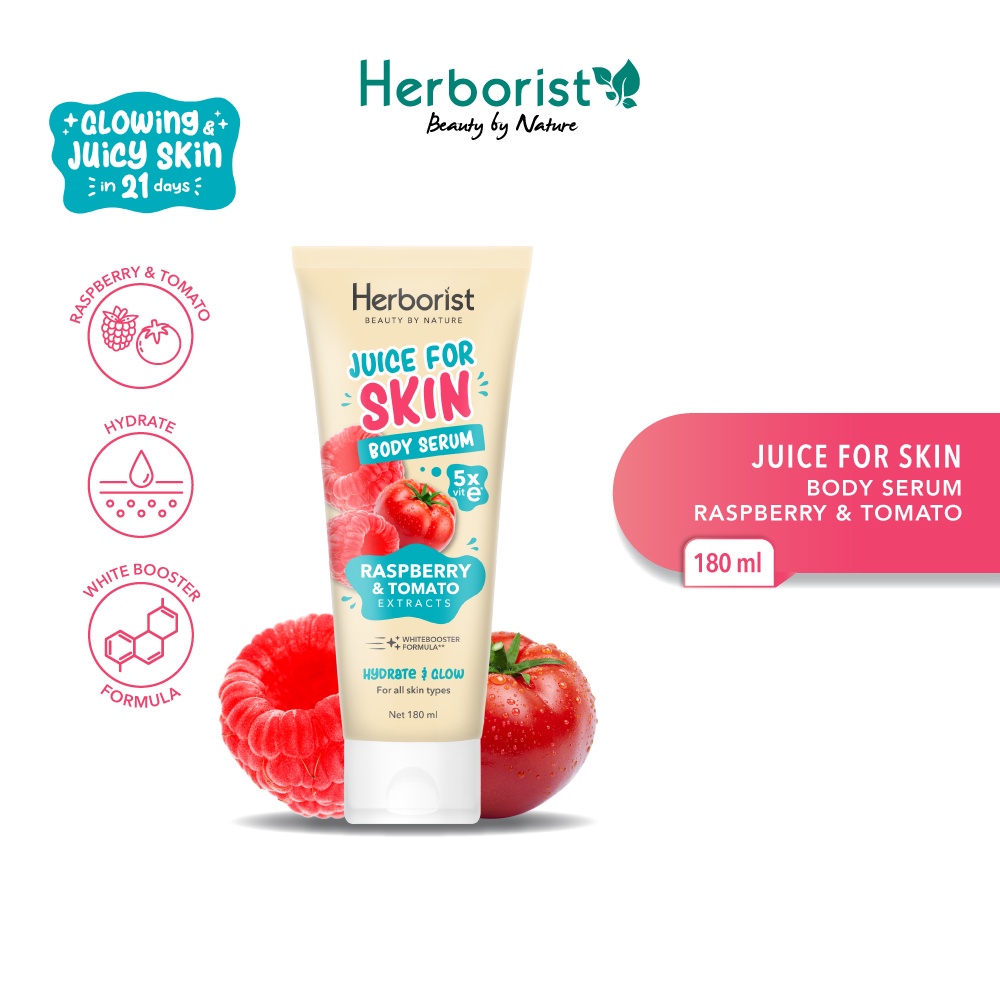 Herborist
Beauty by Nature
GLOWING &
JUICY SKIN
in 21 days
RASPBERRY & TOMATO
HYDRATE
WHITE BOOSTER
FORMULA
Herborist
BEAUTY BY NATURE
JUICE FOR
SKIN
BODY SERUM
5x
vit e*
RASPBERRY
& TOMATO
EXTRACTS
WHITEBOOSTER
FORMULA**
HYDRATE & GLOW
For all skin types
Net 180 ml
JUICE FOR SKIN
BODY SERUM
RASPBERRY & TOMATO
180 ml